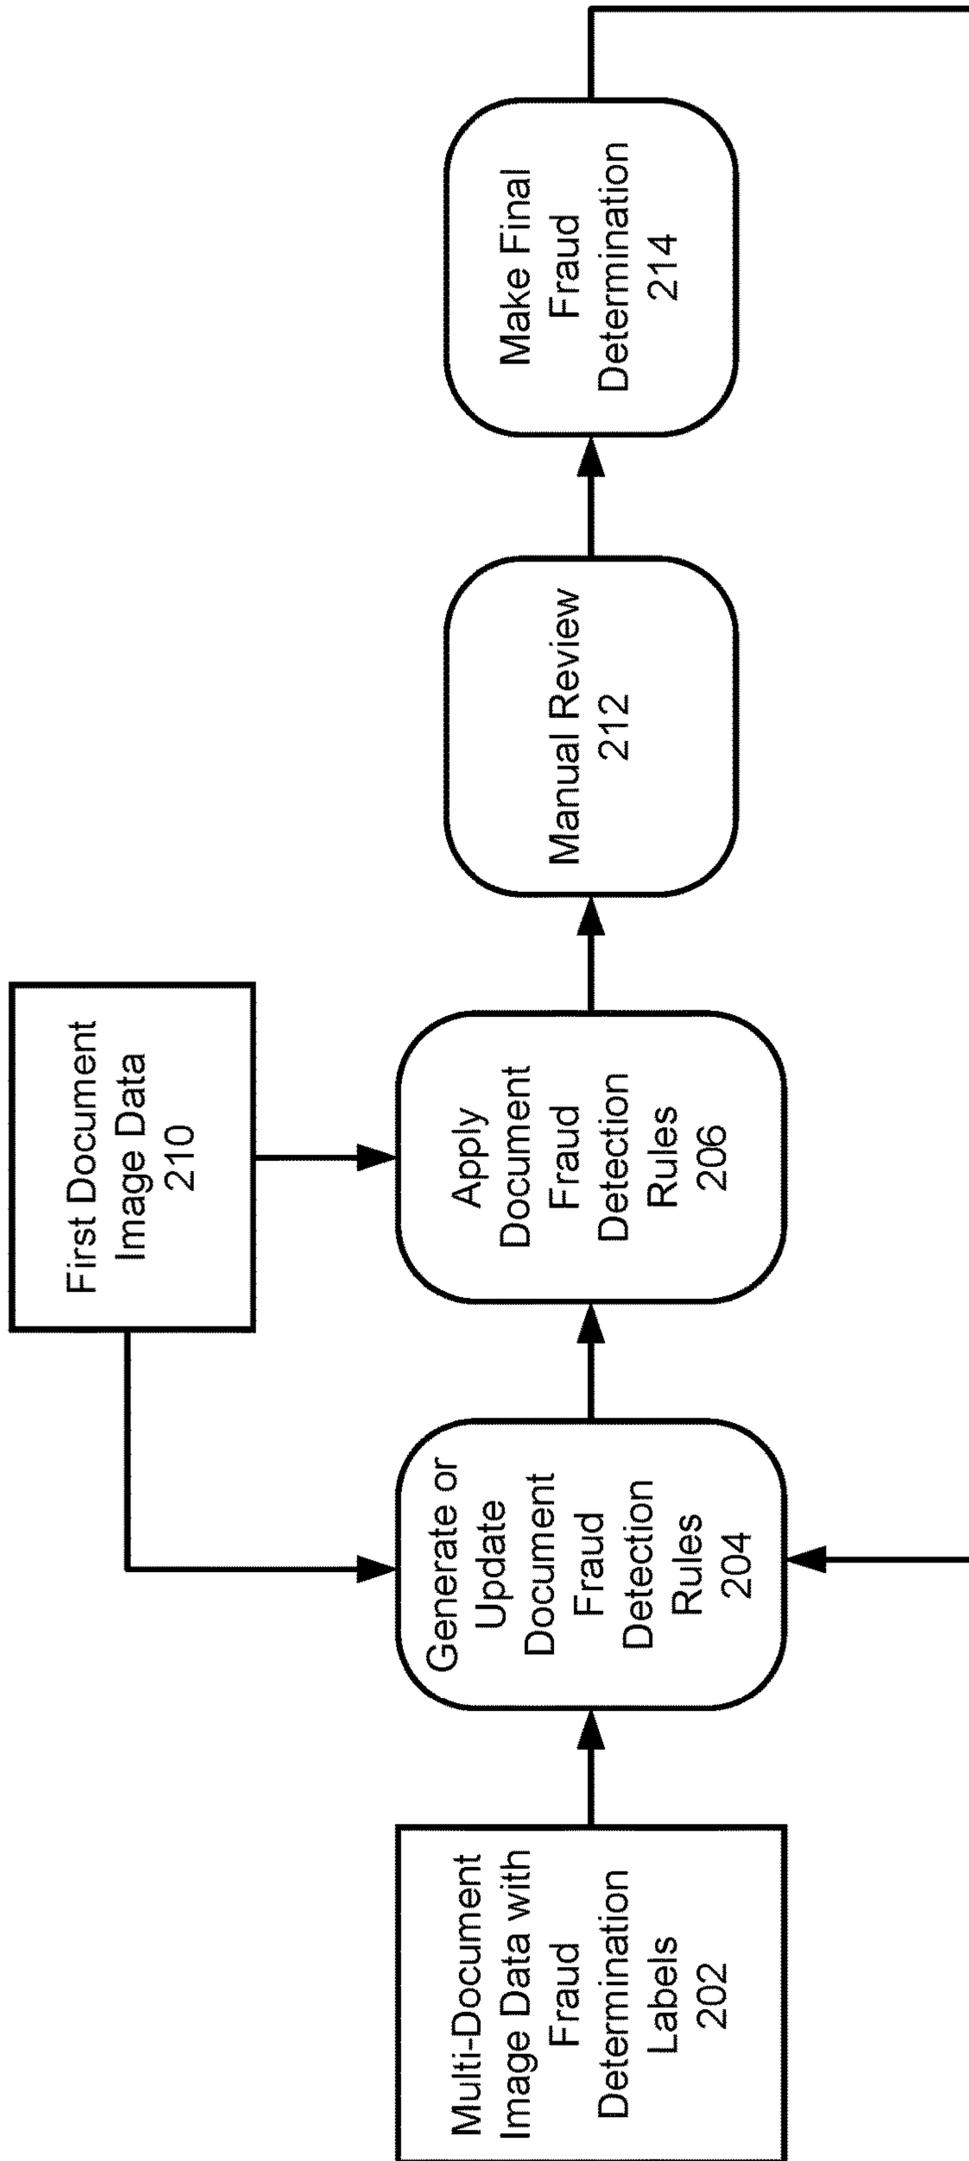 First Document
Image Data
210
Multi-Document
Image Data with
Fraud
Determination
Labels
202
Generate or
Update
Document
Fraud
Detection
Rules
204
Apply
Document
Fraud
Detection
Rules
206
Manual Review
212
Make Final
Fraud
Determination
214